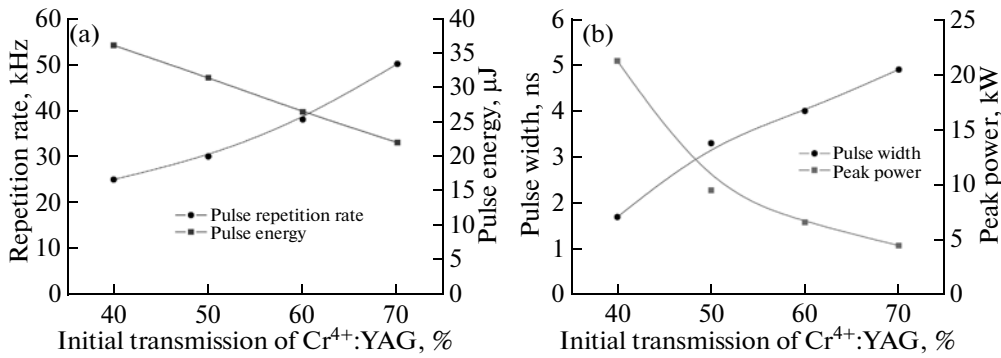 (a)
Repetition rate, kHz
60
50
40
30
20
10
0
40
35
30
25
20
15
10
5
0
Pulse energy, μJ
Pulse repetition rate
Pulse energy
40 50 60 70
Initial transmission of Cr⁴⁺:YAG, %
(b)
Pulse width, ns
6
5
4
3
2
1
0
25
20
15
10
5
0
Peak power, kW
Pulse width
Peak power
40 50 60 70
Initial transmission of Cr⁴⁺:YAG, %